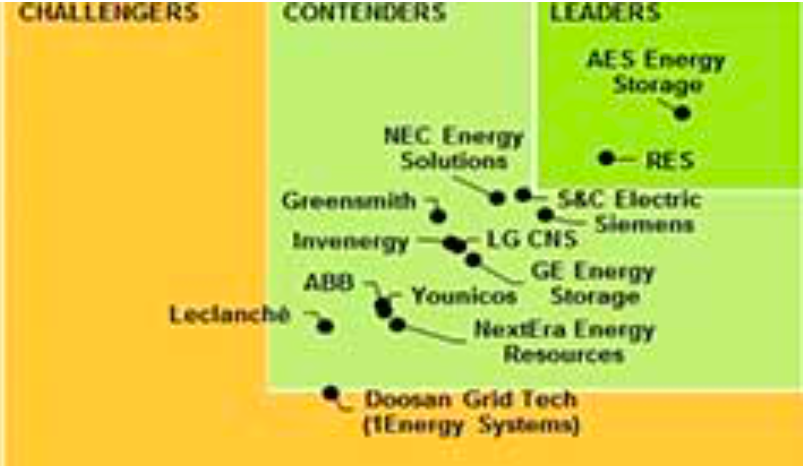 CHALLENGERS
CONTENDERS
LEADERS
AES Energy
Storage
NEC Energy
Solutions
RES
Greensmith
S&C Electric
Siemens
Invenergy
LG CNS
GE Energy
Storage
ABB
Younicos
Leclanché
NextEra Energy
Resources
Doosan Grid Tech
(1Energy Systems)